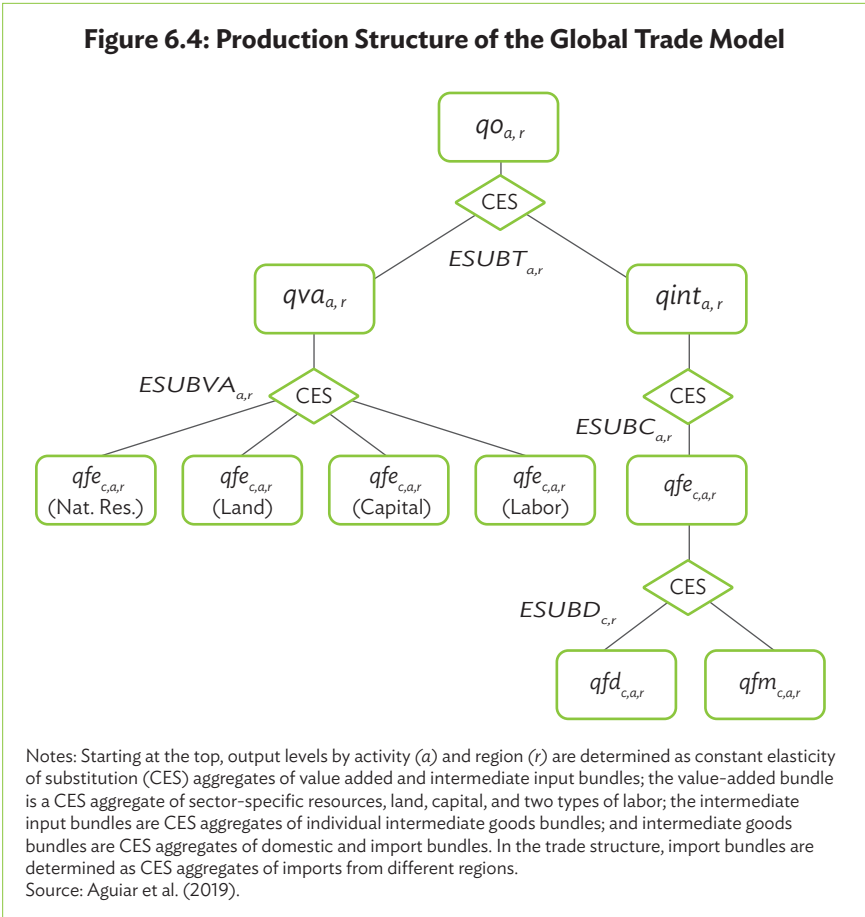 Figure 6.4: Production Structure of the Global Trade Model
qo a, r
CES
ESUBT a,r
qva a, r
qint a, r
ESUBVA a,r
CES
CES
ESUBC a,r
qfe c,a,r
(Nat. Res.)
qfe c,a,r
(Land)
qfe c,a,r
(Capital)
qfe c,a,r
(Labor)
qfe c,a,r
CES
ESUBD c,r
qfd c,a,r
qfm c,a,r
Notes: Starting at the top, output levels by activity (a) and region (r) are determined as constant elasticity
of substitution (CES) aggregates of value added and intermediate input bundles; the value-added bundle
is a CES aggregate of sector-specific resources, land, capital, and two types of labor; the intermediate
input bundles are CES aggregates of individual intermediate goods bundles; and intermediate goods
bundles are CES aggregates of domestic and import bundles. In the trade structure, import bundles are
determined as CES aggregates of imports from different regions.
Source: Aguiar et al. (2019).